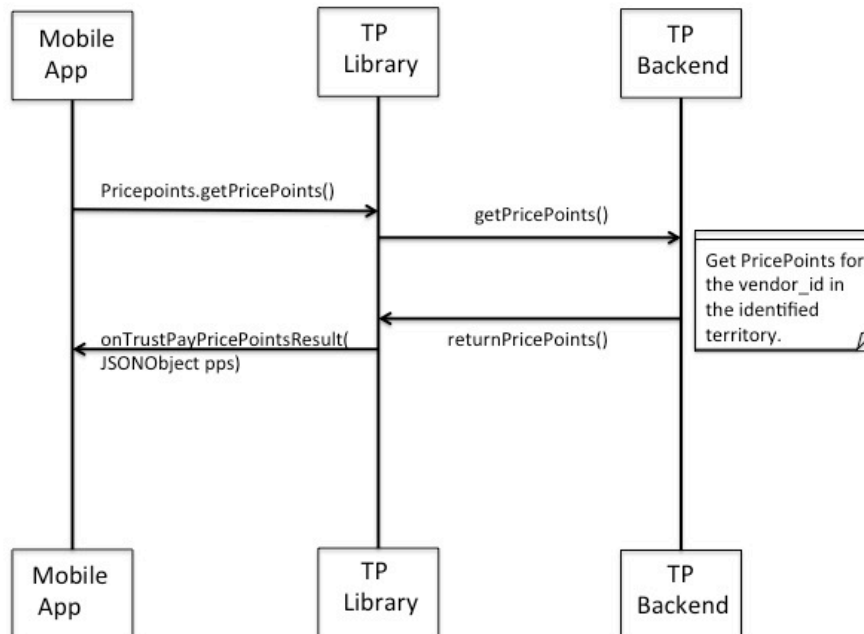 Mobile
App
TP
Library
TP
Backend
Pricepoints.getPricePoints()
getPricePoints()
Get PricePoints for
the vendor_id in
the identified
territory.
onTrustPayPricePointsResult(
JSONObject pps)
returnPricePoints()
Mobile
App
TP
Library
TP
Backend